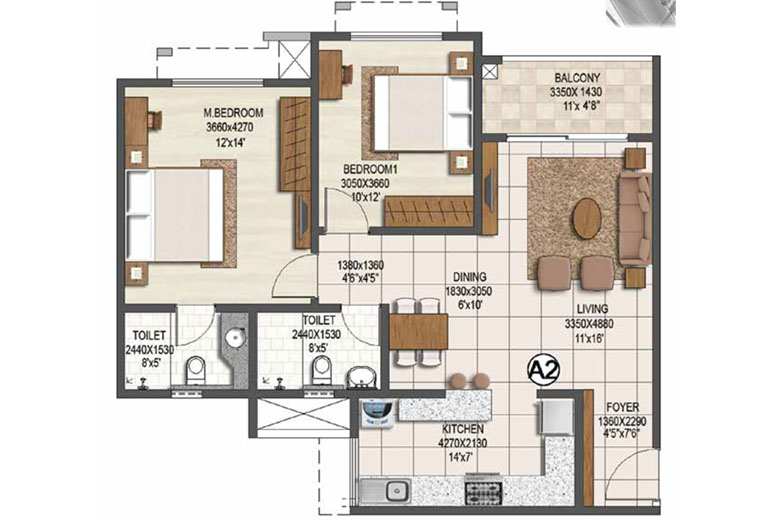 BALCONY
3350X 1430
11'x 4'8"
M.BEDROOM
3660x4270
12'x14'
BEDROOM1
3050X3660
10'x12'
1380x1360
4'6"x4'5"
DINING
1830x3050
6'x10'
LIVING
3350X4880
11'x16'
TOILET
2440X1530
8'x5'
TOILET
2440X1530
8'x5'
A2
FOYER
1360X2290
4'5"x7'6"
KITCHEN
4270X2130
14'x7'